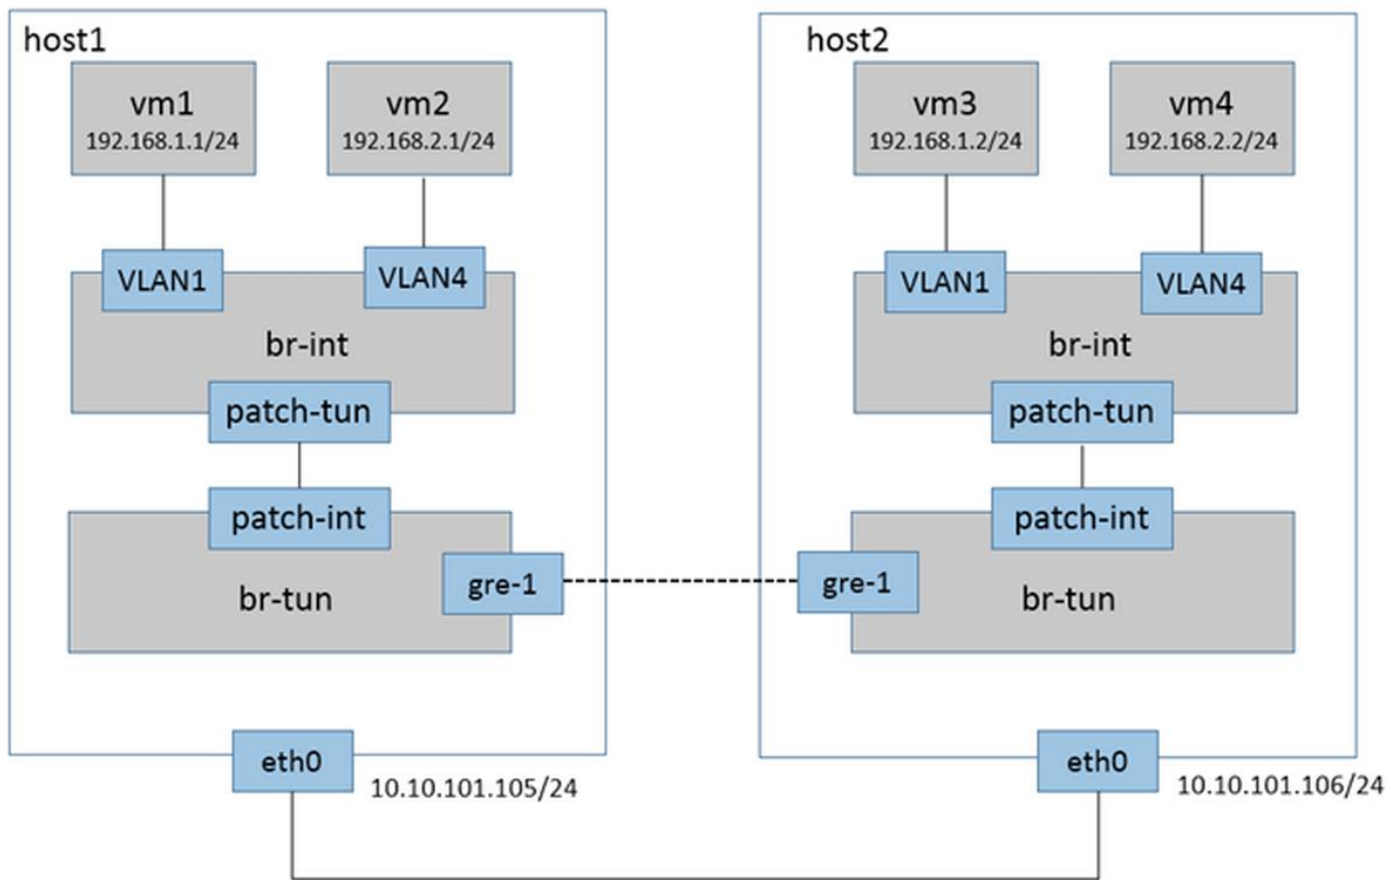 host1
vm1
192.168.1.1/24
vm2
192.168.2.1/24
VLAN1
VLAN4
br-int
patch-tun
patch-int
gre-1
br-tun
eth0
10.10.101.105/24
host2
vm3
192.168.1.2/24
vm4
192.168.2.2/24
VLAN1
VLAN4
br-int
patch-tun
patch-int
gre-1
br-tun
eth0
10.10.101.106/24